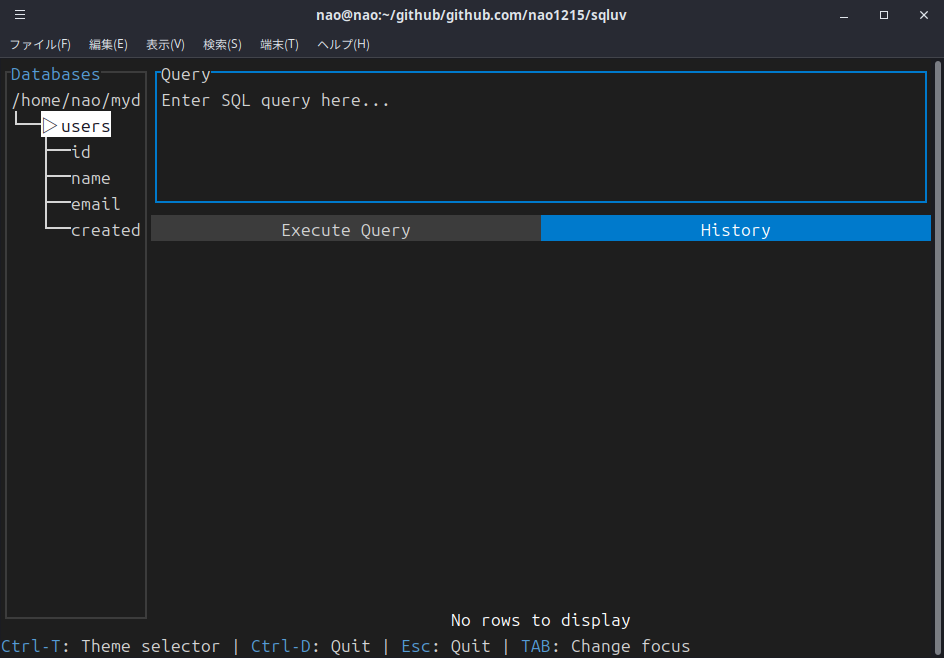 nao@nao:~/github/github.com/nao1215/sqluv
ファイル(F) 編集(E) 表示(V) 検索(S) 端末(T) ヘルプ(H)
Databases
/home/nao/myd
users
id
name
email
created
Query
Enter SQL query here...
Execute Query
History
No rows to display
Ctrl-T: Theme selector | Ctrl-D: Quit | Esc: Quit | TAB: Change focus